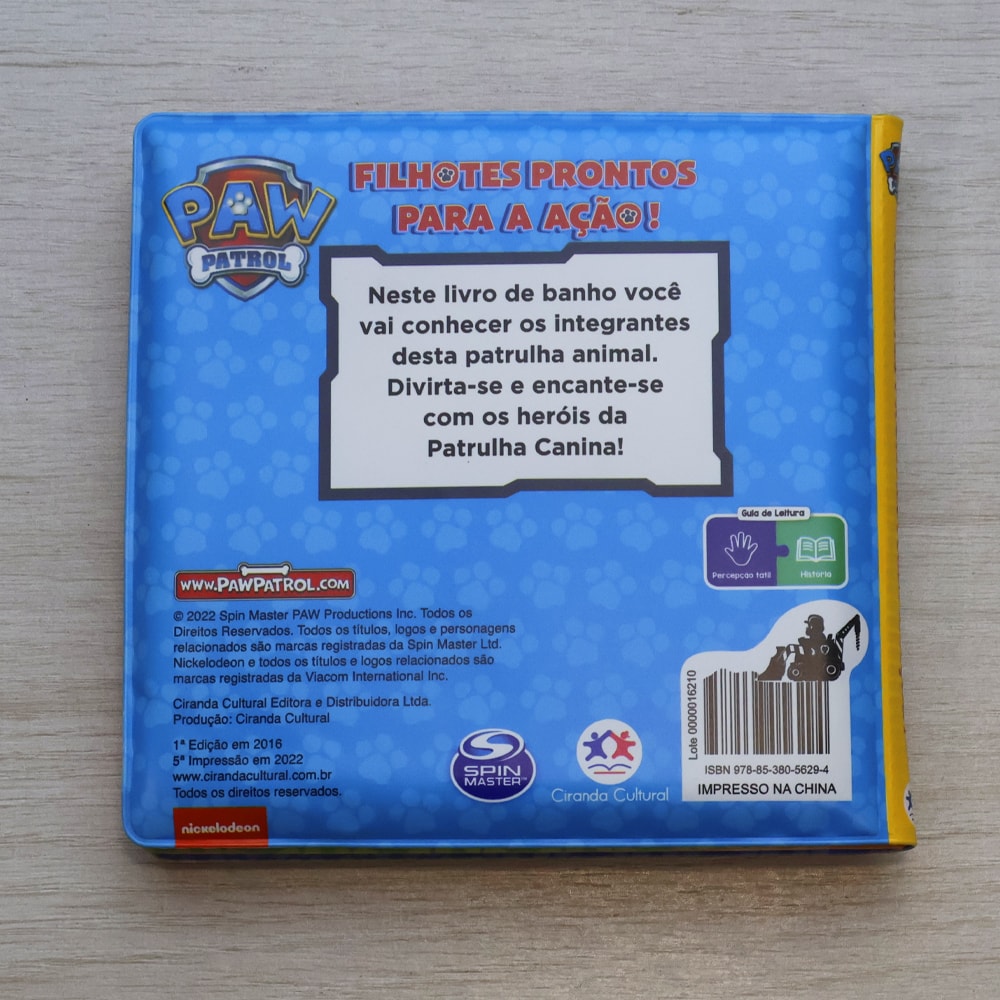 PAW
PATROL
FILHOTES PRONTOS
PARA A AÇÃO!
Neste livro de banho você
vai conhecer os integrantes
desta patrulha animal.
Divirta-se e encante-se
com os heróis da
Patrulha Canina!
Guia de Leitura
Percepção tatil
História
www.PAWPATROL.COM
© 2022 Spin Master PAW Productions Inc. Todos os
Direitos Reservados. Todos os títulos, logos e personagens
relacionados são marcas registradas da Spin Master Ltd.
Nickelodeon e todos os títulos e logos relacionados são
marcas registradas da Viacom International Inc.
Ciranda Cultural Editora e Distribuidora Ltda.
Produção: Ciranda Cultural
1ª Edição em 2016
5ª Impressão em 2022
www.cirandacultural.com.br
Todos os direitos reservados.
nickelodeon
SPIN
MASTER™
Ciranda Cultural
Lote 0000016210
ISBN 978-85-380-5629-4
IMPRESSO NA CHINA